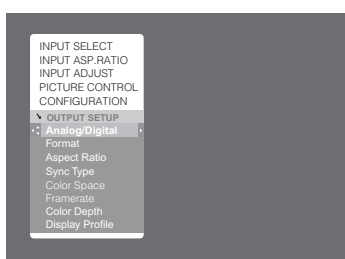 INPUT SELECT
INPUT ASP.RATIO
INPUT ADJUST
PICTURE CONTROL
CONFIGURATION
OUTPUT SETUP
Analog/Digital
Format
Aspect Ratio
Sync Type
Color Space
Framerate
Color Depth
Display Profile